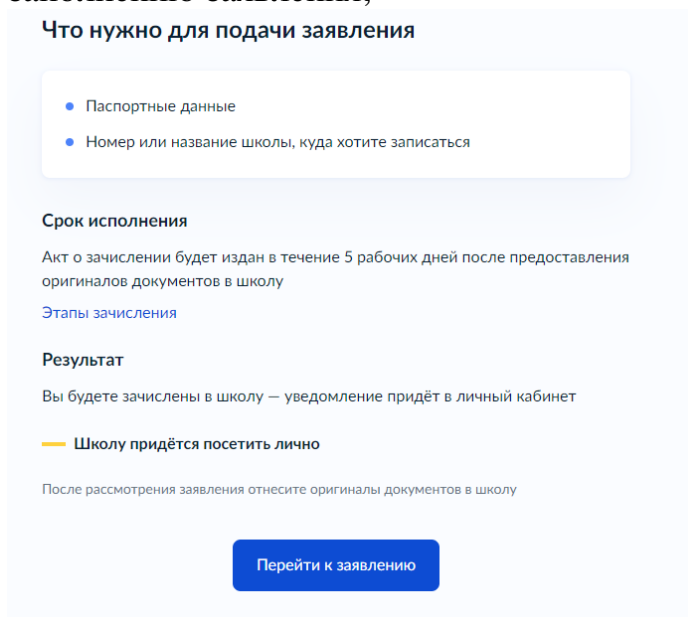 заполнению заявления,
Что нужно для подачи заявления
Паспортные данные
Номер или название школы, куда хотите записаться
Срок исполнения
Акт о зачислении будет издан в течение 5 рабочих дней после предоставления
оригиналов документов в школу
Этапы зачисления
Результат
Вы будете зачислены в школу — уведомление придёт в личный кабинет
Школу придётся посетить лично
После рассмотрения заявления отнесите оригиналы документов в школу
Перейти к заявлению